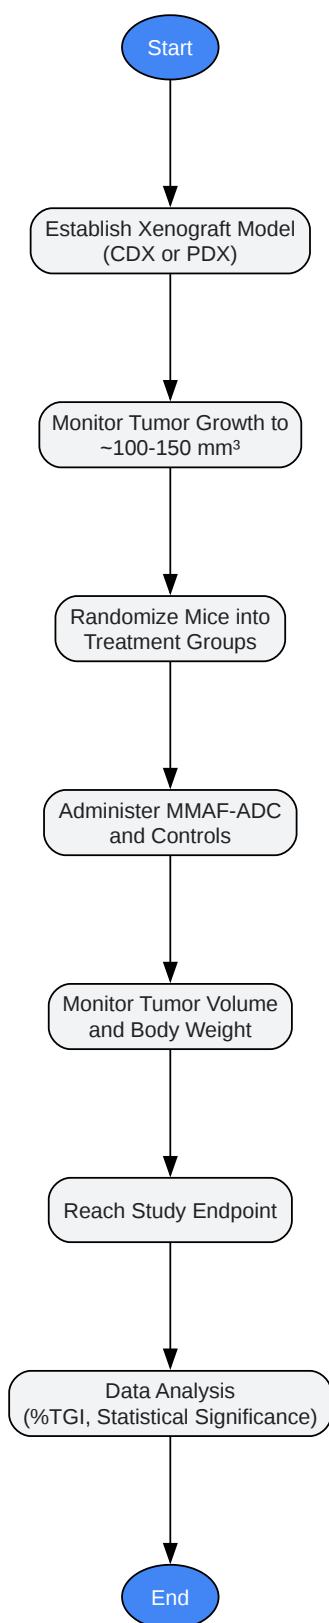 Start
Establish Xenograft Model
(CDX or PDX)
Monitor Tumor Growth to
~100-150 mm³
Randomize Mice into
Treatment Groups
Administer MMAF-ADC
and Controls
Monitor Tumor Volume
and Body Weight
Reach Study Endpoint
Data Analysis
(%TGI, Statistical Significance)
End